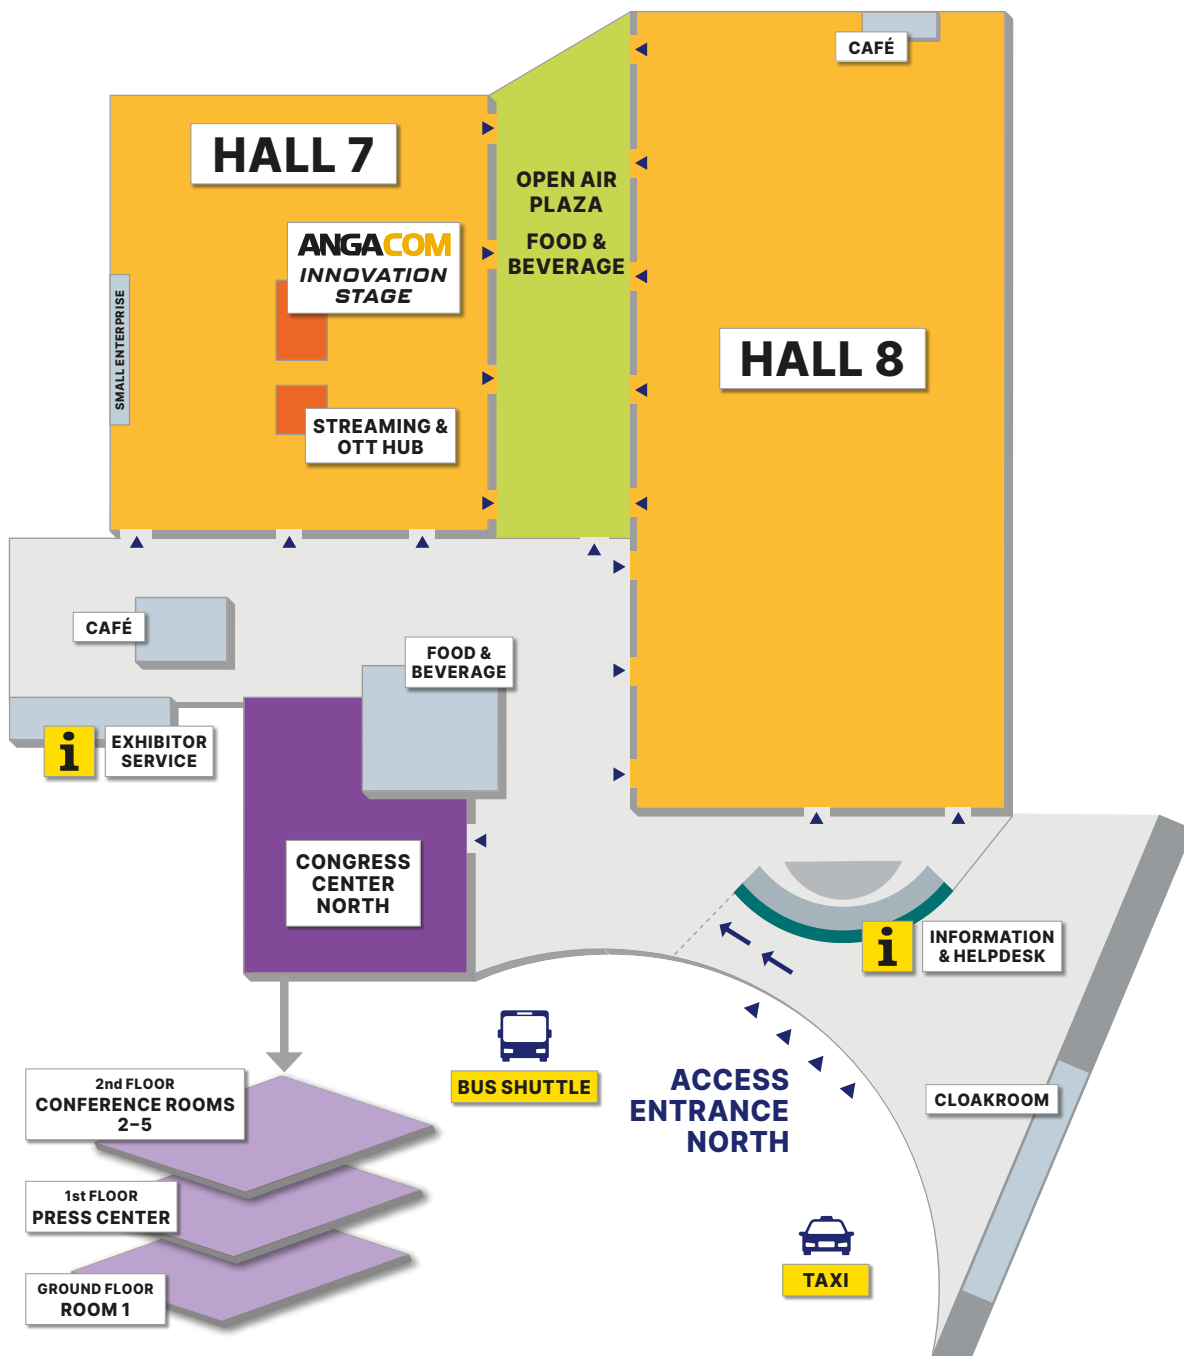 CAFÉ
HALL 7
OPEN AIR
PLAZA
FOOD &
BEVERAGE
ANGACOM
INNOVATION
STAGE
SMALL ENTERPRISE
HALL 8
STREAMING &
OTT HUB
CAFÉ
FOOD &
BEVERAGE
i
EXHIBITOR
SERVICE
CONGRESS
CENTER
NORTH
i
INFORMATION
& HELPDESK
BUS SHUTTLE
ACCESS
ENTRANCE
NORTH
CLOAKROOM
2nd FLOOR
CONFERENCE ROOMS
2–5
1st FLOOR
PRESS CENTER
TAXI
GROUND FLOOR
ROOM 1